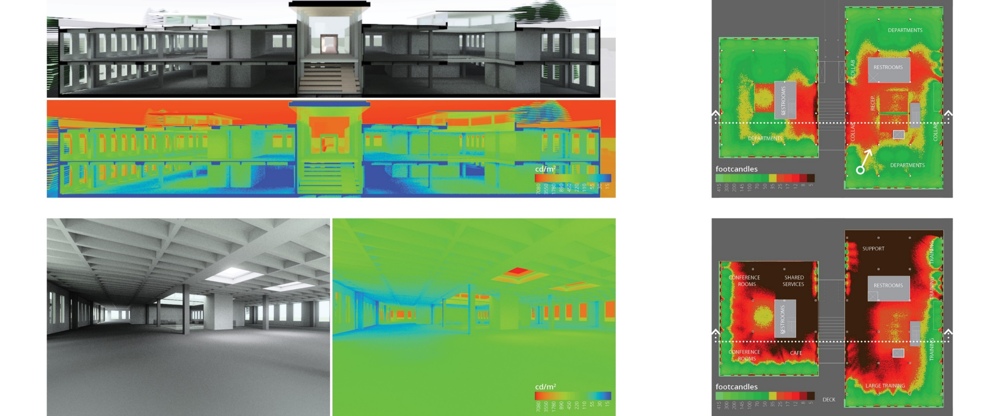 cd/m²
7080 3550 1780 890 450 220 110 55 30 15
DEPARTMENTS
COLLAB
RESTROOMS
RESTROOMS
RECEP.
DEPARTMENTS
COLLAB
COLLAB
DEPARTMENTS
footcandles
415 300 200 145 100 70 50 35 25 17 12 8 5
cd/m²
7080 3550 1780 890 450 220 110 55 30 15
SUPPORT
TRAINING
CONFERENCE
ROOMS
SHARED
SERVICES
RESTROOMS
TRAINING
RESTROOMS
CONFERENCE
ROOMS
CAFE
TRAINING
LARGE TRAINING
footcandles
DECK
415 300 200 145 100 70 50 35 25 17 12 8 5